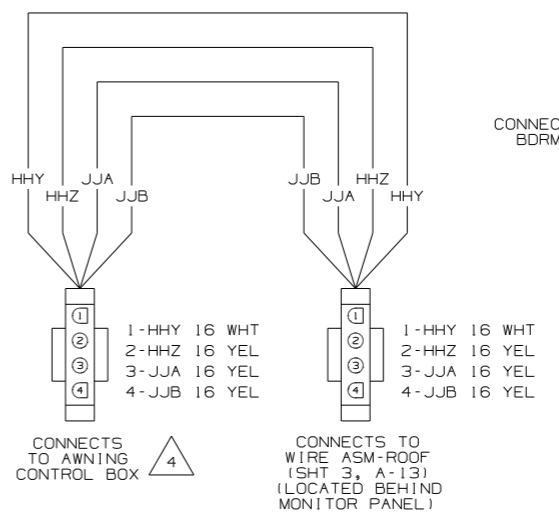 CONNEC
BDRM
HHY
HHZ
JJA
JJB
JJB
JJA
HHZ
HHY
1
2
3
4
1-HHY 16 WHT
2-HHZ 16 YEL
3-JJA 16 YEL
4-JJB 16 YEL
CONNECTS
TO AWNING
CONTROL BOX
4
1
2
3
4
1-HHY 16 WHT
2-HHZ 16 YEL
3-JJA 16 YEL
4-JJB 16 YEL
CONNECTS TO
WIRE ASM-ROOF
(SHT 3, A-13)
(LOCATED BEHIND
MONITOR PANEL)